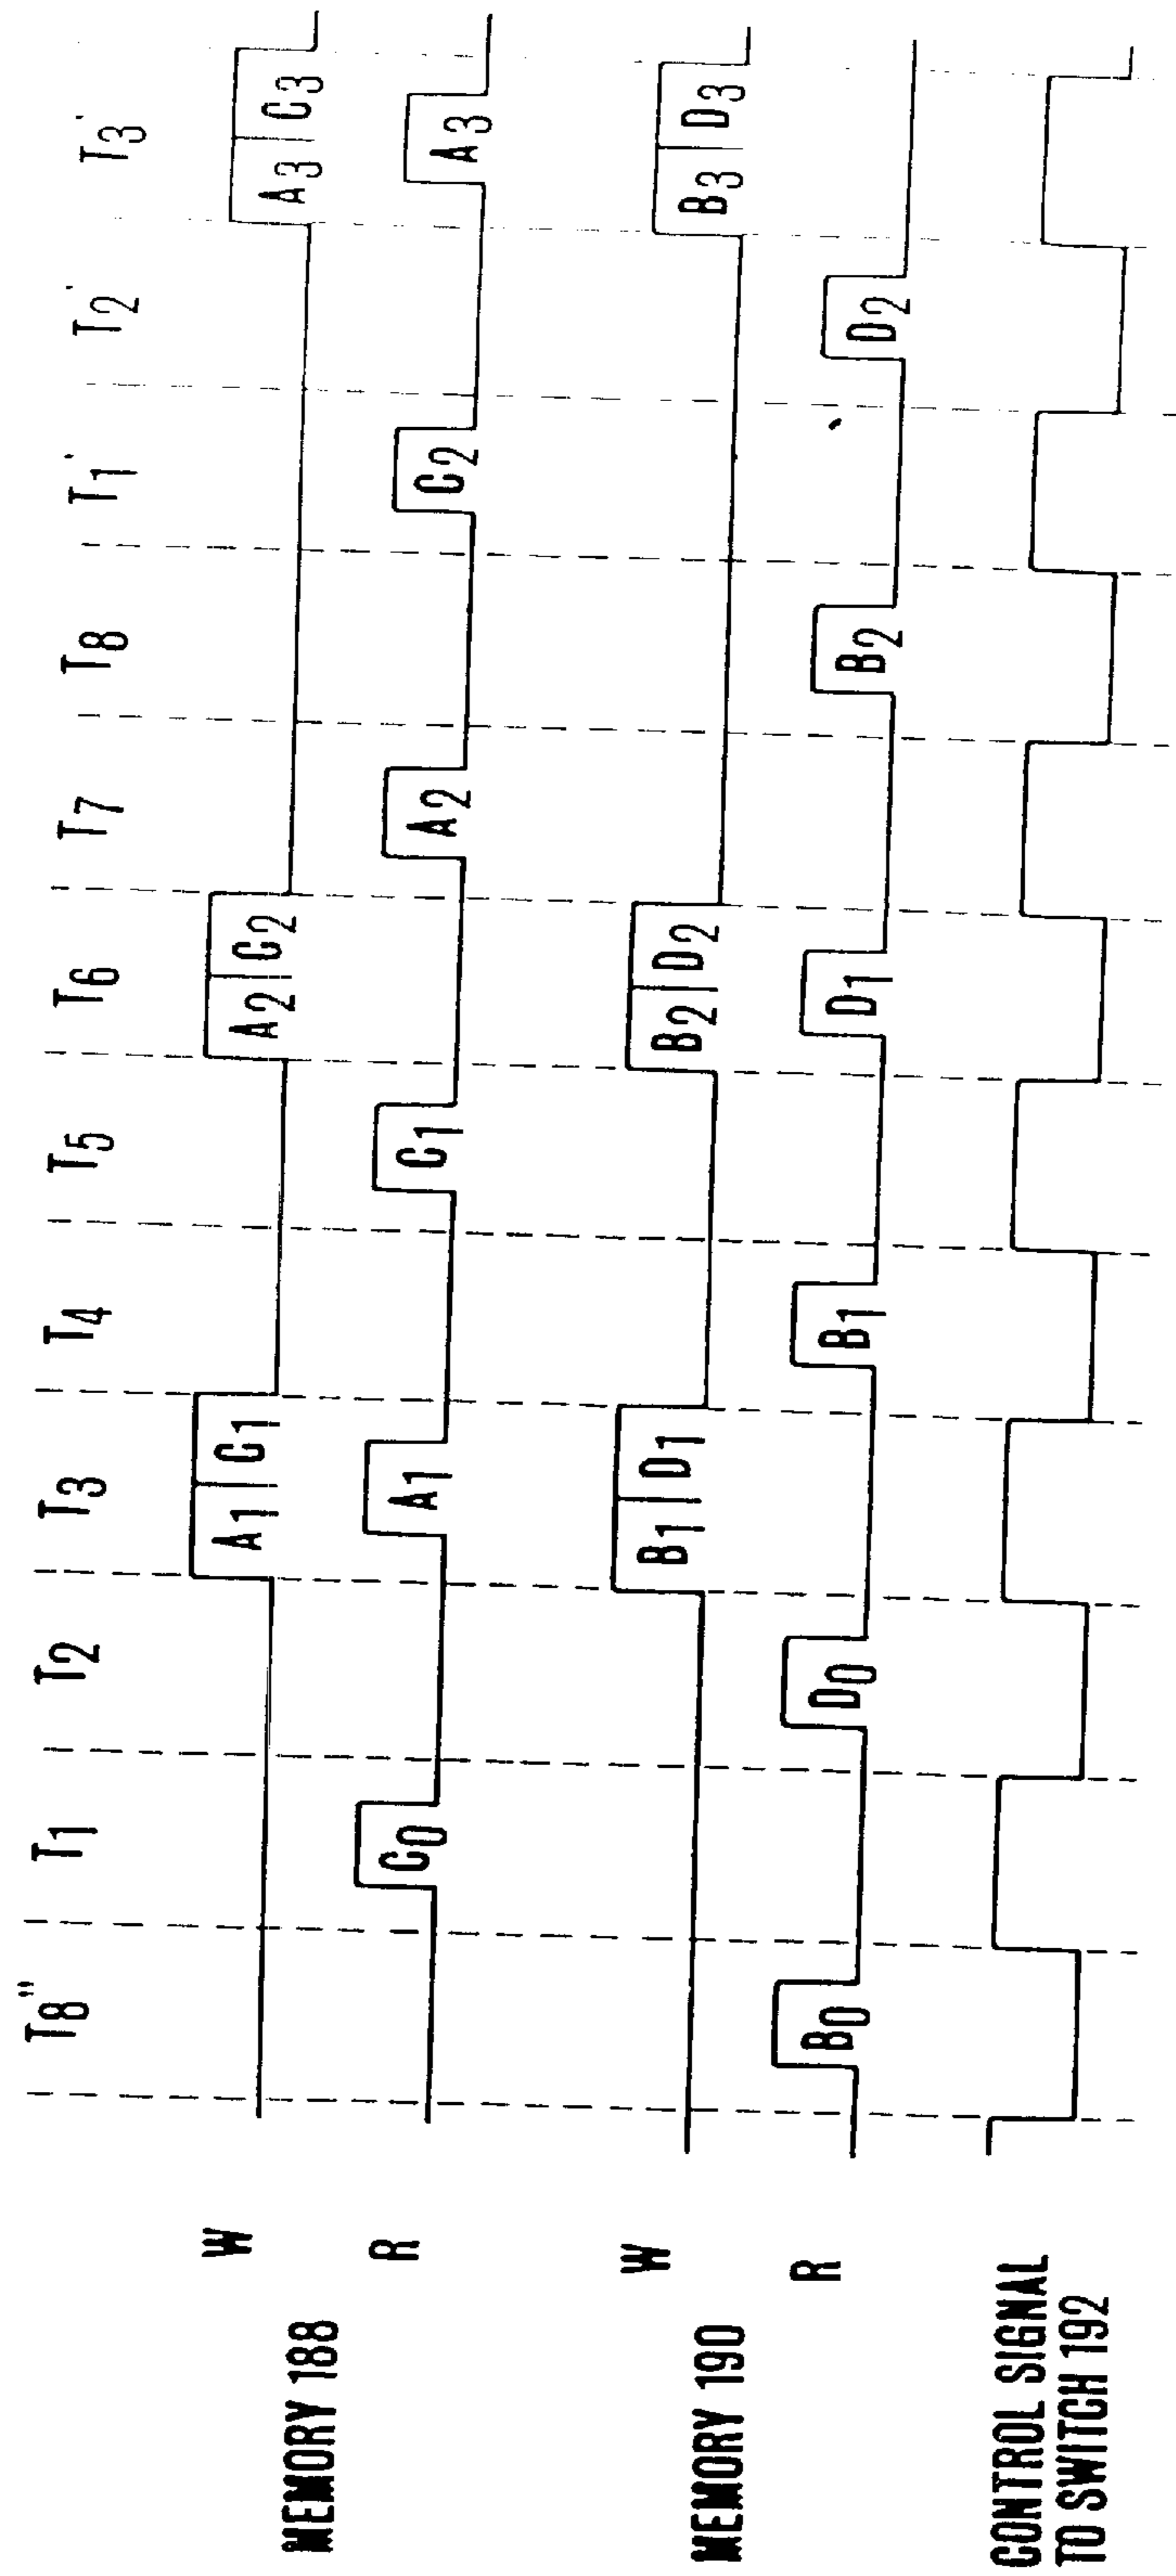 T8" T1 T2 T3 T4 T5 T6 T7 T8 T1' T2' T3'
MEMORY 188
W
A1 C1 A2 C2 A3 C3
R
C0 A1 C1 A2 C2 A3
MEMORY 190
W
B1 D1 B2 D2 B3 D3
R
B0 D0 B1 D1 B2 D2
CONTROL SIGNAL
TO SWITCH 192